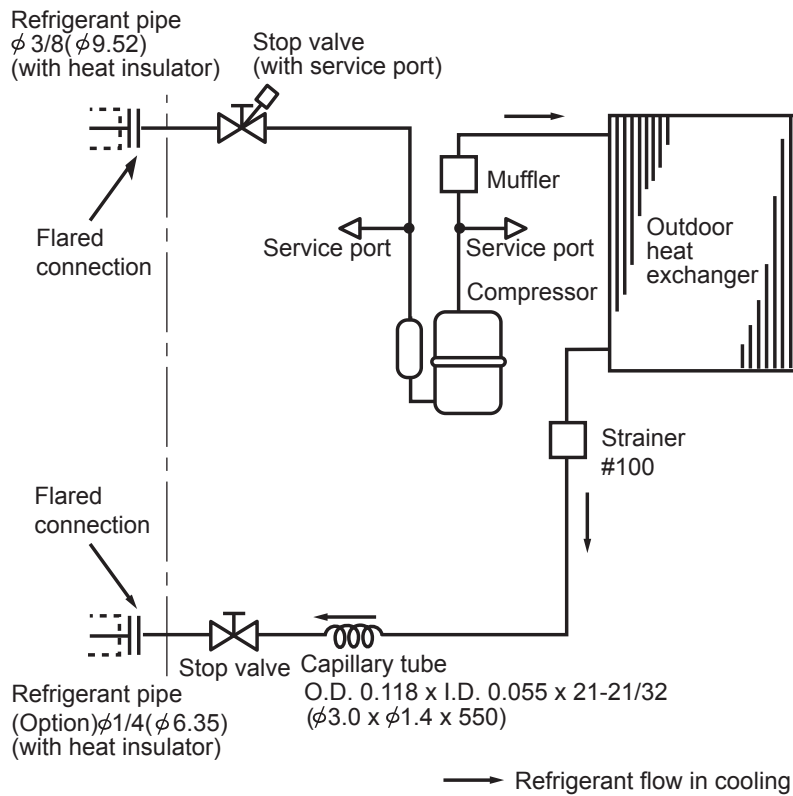 Refrigerant pipe
ϕ 3/8(ϕ9.52)
(with heat insulator)
Stop valve
(with service port)
Flared
connection
Muffler
Service port
Service port
Compressor
Outdoor
heat
exchanger
Strainer
#100
Flared
connection
Stop valve
Capillary tube
O.D. 0.118 x I.D. 0.055 x 21-21/32
(ϕ3.0 x ϕ1.4 x 550)
Refrigerant pipe
(Option)ϕ1/4(ϕ6.35)
(with heat insulator)
Refrigerant flow in cooling